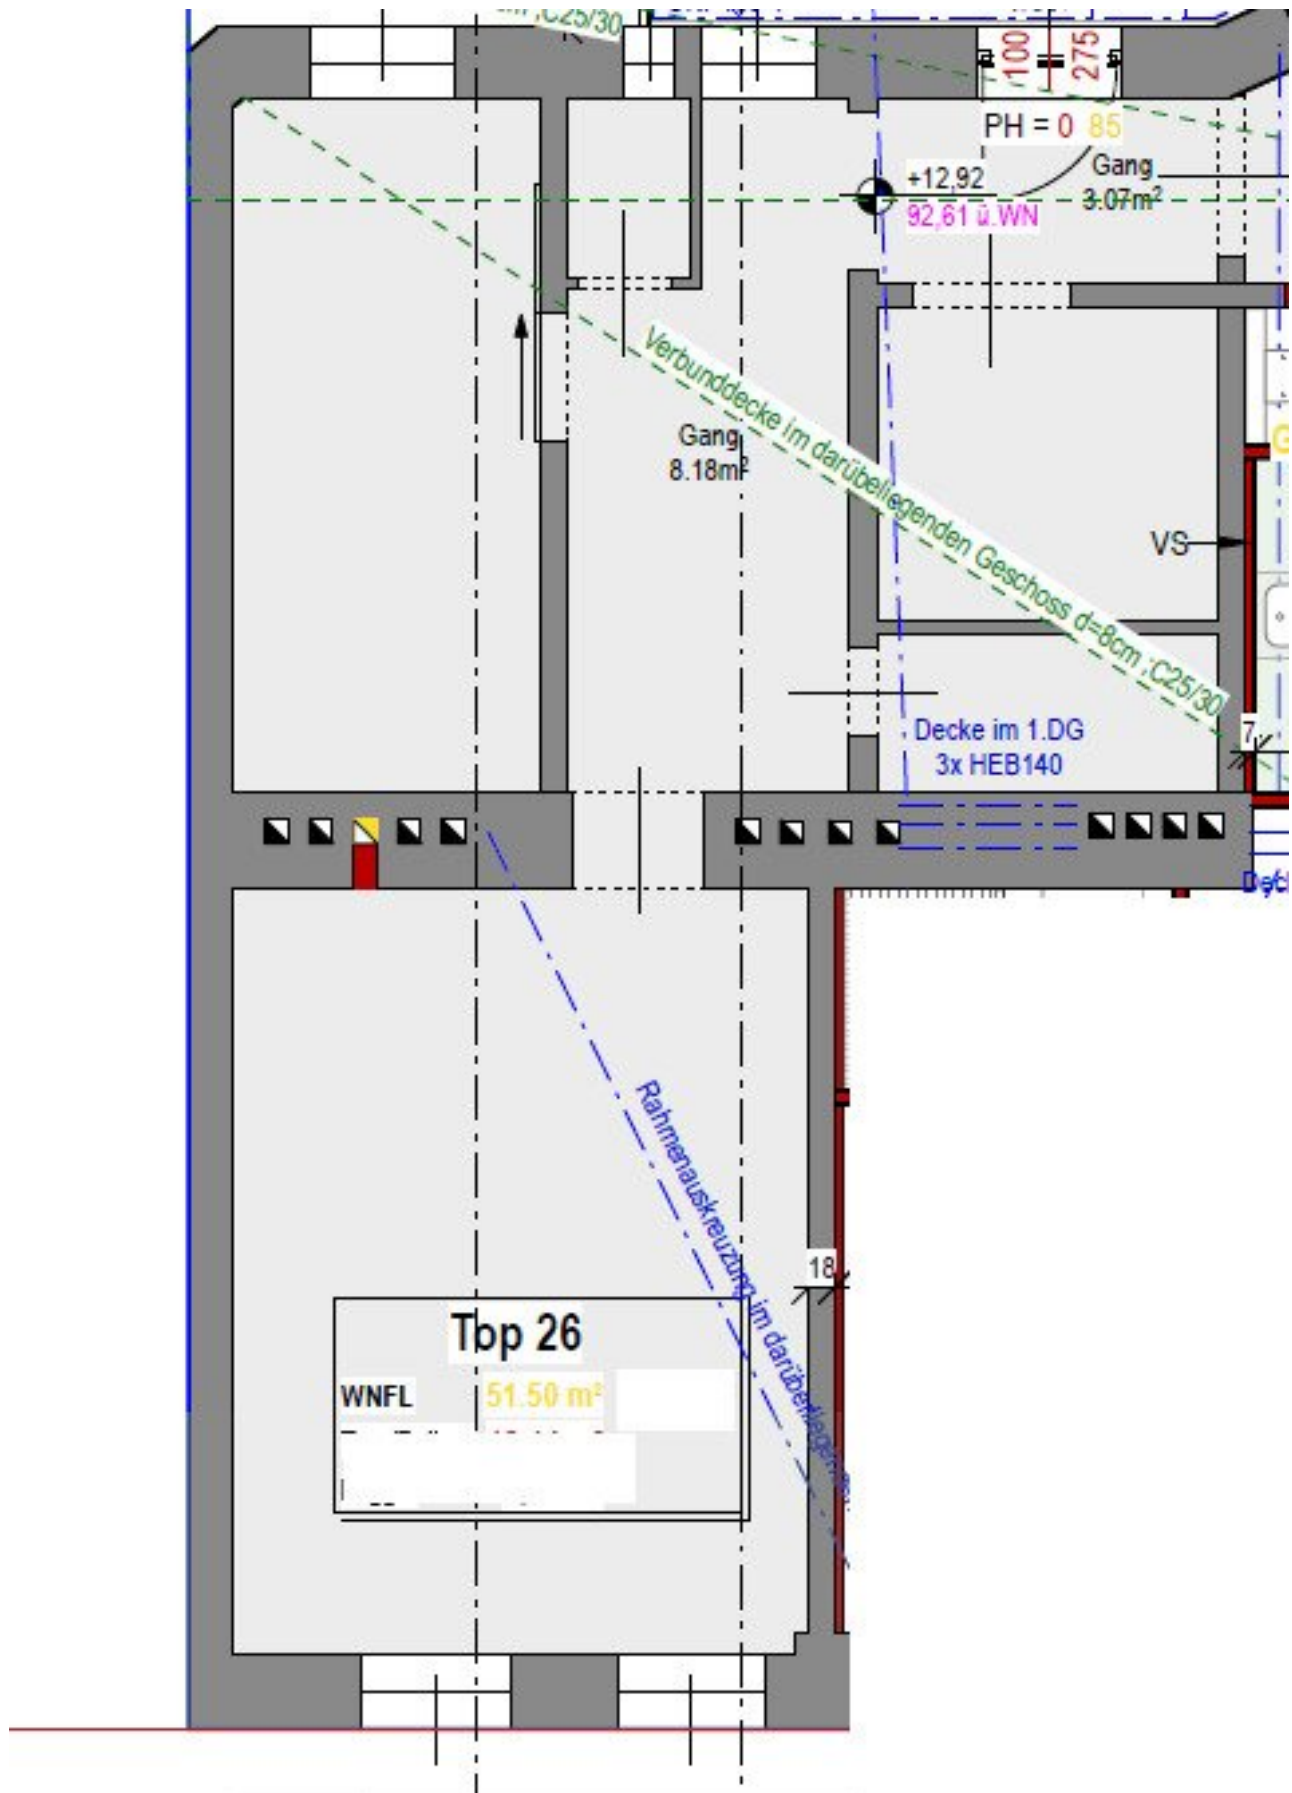 ,C25/30
100
275
PH = 0 85
Gang
3.07m²
+12,92
92,61 ü.WN
Verbunddecke im darübeliegenden Geschoss d=8cm ;C25/30
Gang
8.18m²
G
VS
Decke im 1.DG
3x HEB140
7
Rahmenauskreuzung im darüberliegen
18
Top 26
WNFL 51.50 m²